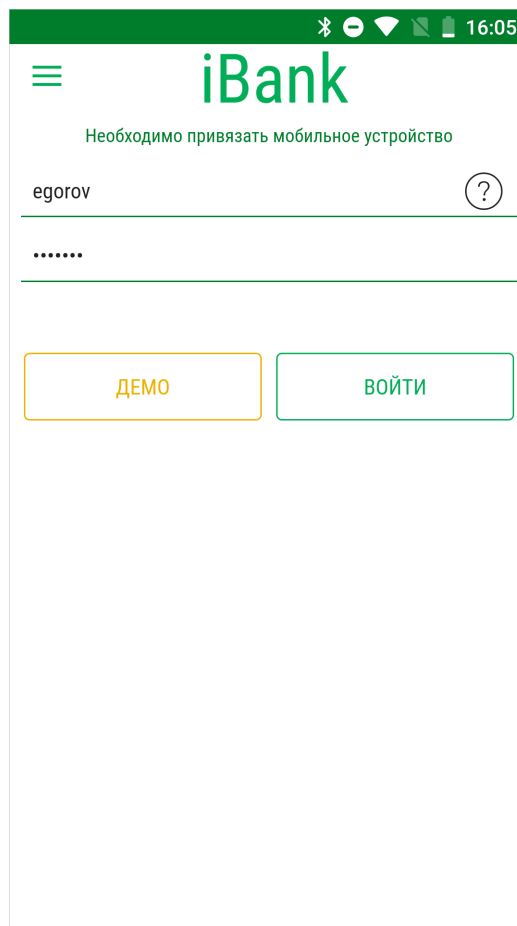 16:05
iBank
Необходимо привязать мобильное устройство
egorov
?
•••••••
ДЕМО
ВОЙТИ